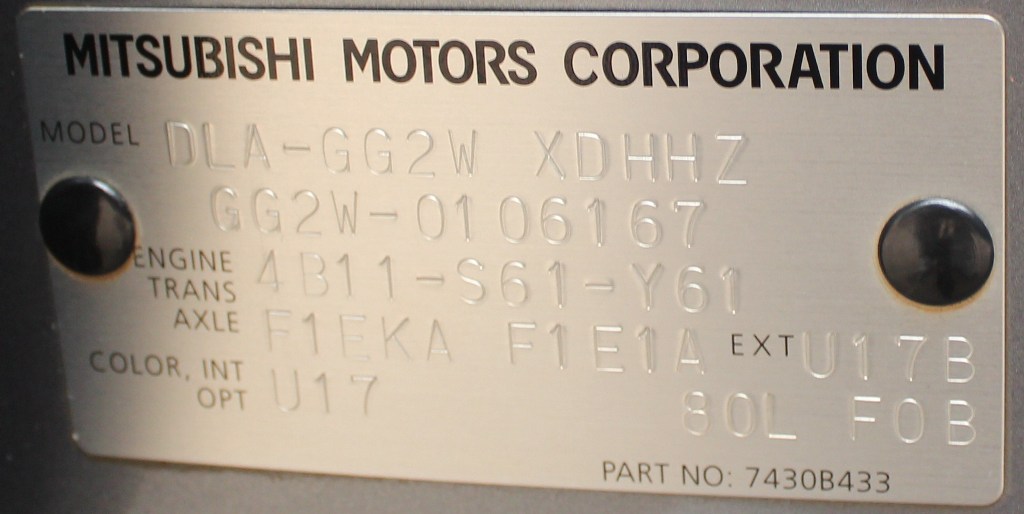 MITSUBISHI MOTORS CORPORATION
MODEL DLA-GG2W XDHHZ
GG2W-0106167
ENGINE 4B11-S61-Y61
TRANS
AXLE F1EKA F1E1A EXT U17B
COLOR, INT U17
OPT 80L F0B
PART NO: 7430B433